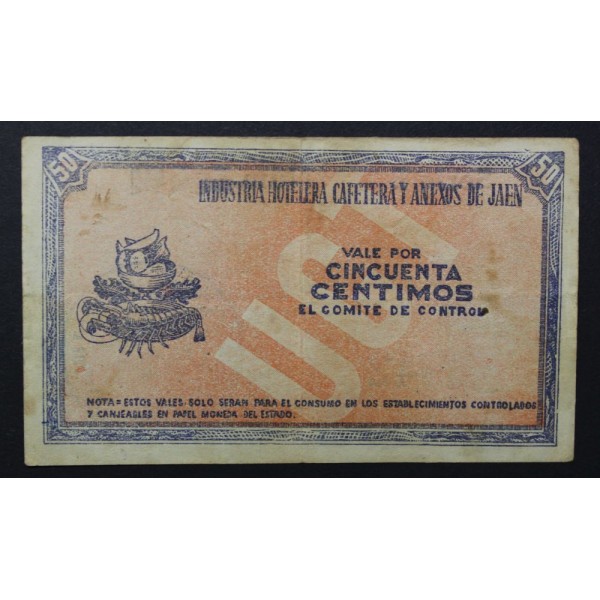 50 50
INDUSTRIA HOTELERA CAFETERA Y ANEXOS DE JAEN
VALE POR
CINCUENTA
CENTIMOS
EL COMITE DE CONTROL
UGT
NOTA=ESTOS VALES SOLO SERAN PARA EL CONSUMO EN LOS ESTABLECIMIENTOS CONTROLADOS
Y CANJEABLES EN PAPEL MONEDA DEL ESTADO.